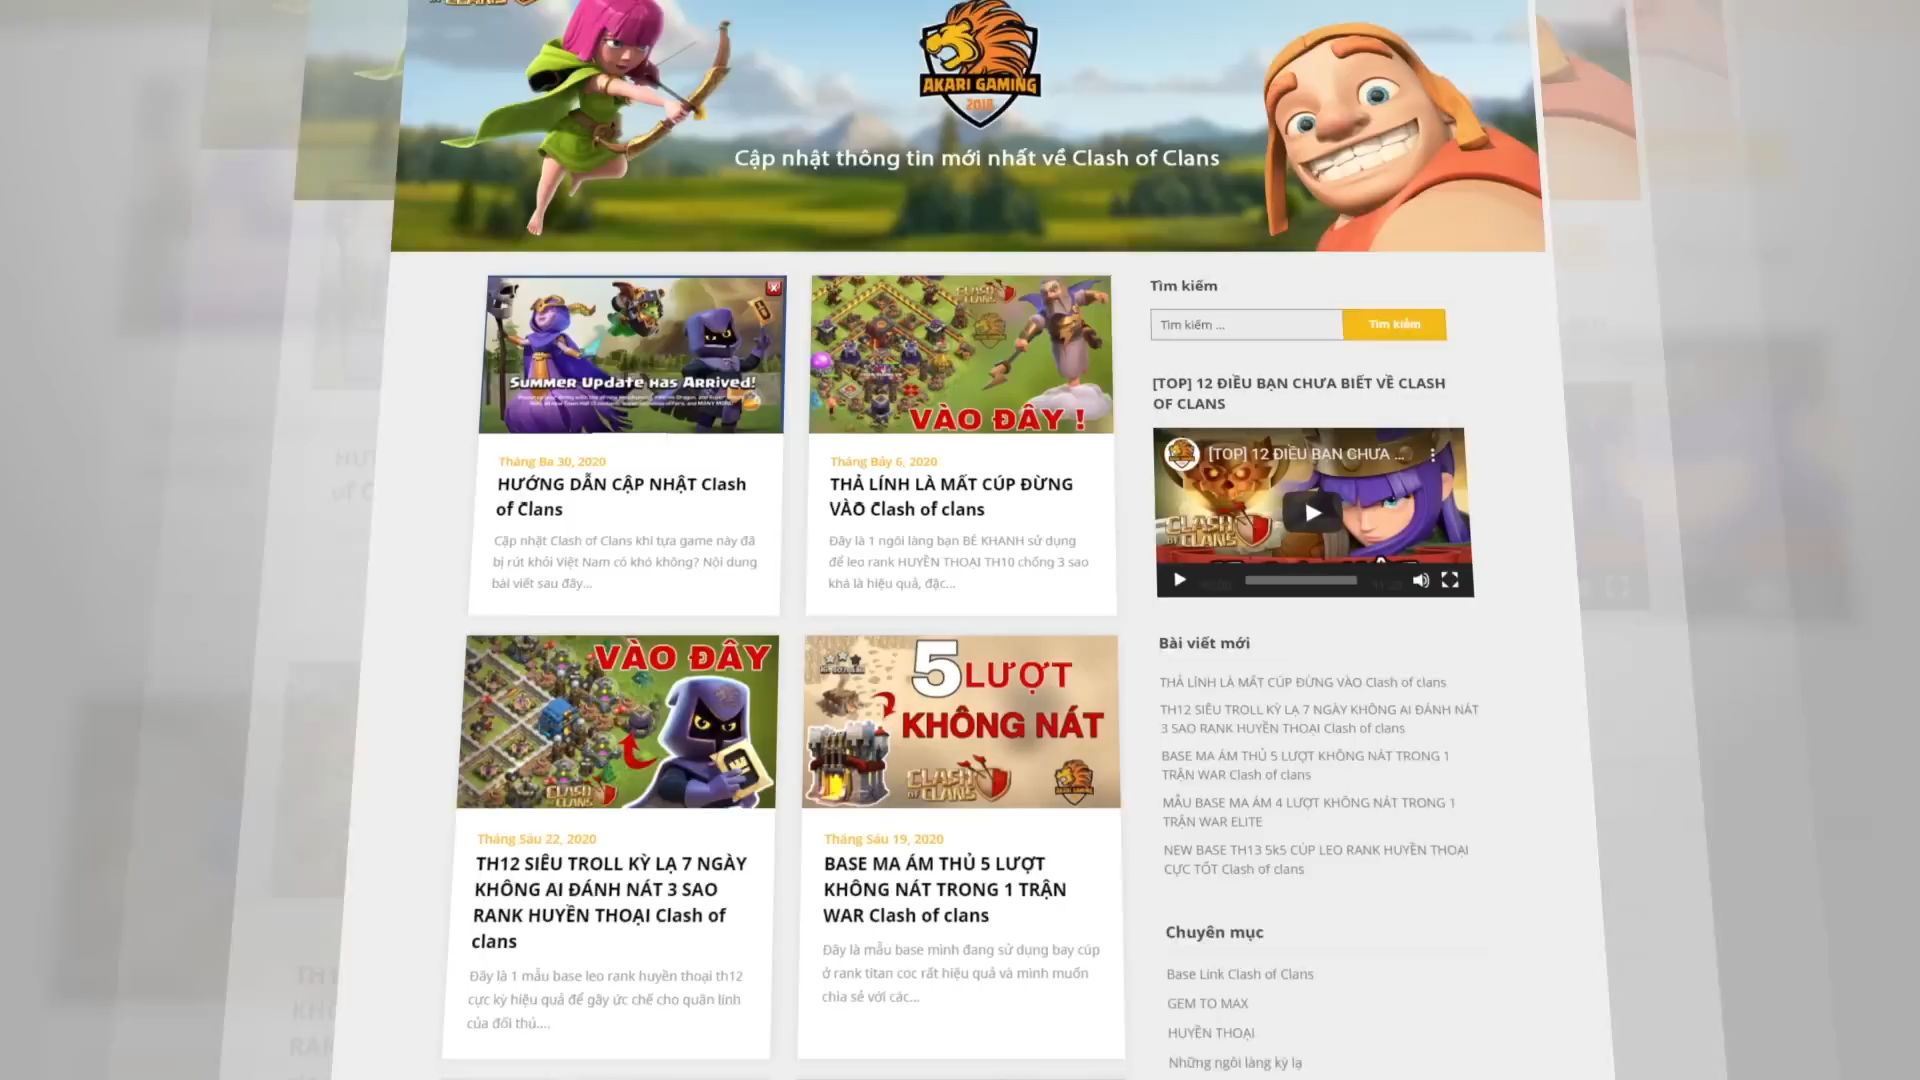 AKARI GAMING
2018
Cập nhật thông tin mới nhất về Clash of Clans
SUMMER UPDATE HAS ARRIVED!
Tháng Ba 30, 2020
HƯỚNG DẪN CẬP NHẬT Clash
of Clans
Cập nhật Clash of Clans khi tựa game này đã
bị rút khỏi Việt Nam có khó không? Nội dung
bài viết sau đây...
CLASH
OF CLANS
VÀO ĐÂY !
Tháng Bảy 6, 2020
THẢ LÍNH LÀ MẤT CÚP ĐỪNG
VÀO Clash of clans
Đây là 1 ngôi làng bạn BÉ KHANH sử dụng
để leo rank HUYỀN THOẠI TH10 chống 3 sao
khá là hiệu quả, đặc...
VÀO ĐÂY
CLASH
OF CLANS
Tháng Sáu 22, 2020
TH12 SIÊU TROLL KỲ LẠ 7 NGÀY
KHÔNG AI ĐÁNH NÁT 3 SAO
RANK HUYỀN THOẠI Clash of
clans
Đây là 1 mẫu base leo rank huyền thoại th12
cực kỳ hiệu quả để gây ức chế cho quân lính
của đối thủ....
5 LƯỢT
KHÔNG NÁT
CLASH
OF CLANS
AKARI GAMING
Tháng Sáu 19, 2020
BASE MA ÁM THỦ 5 LƯỢT
KHÔNG NÁT TRONG 1 TRẬN
WAR Clash of clans
Đây là mẫu base mình đang sử dụng bay cúp
ở rank titan coc rất hiệu quả và mình muốn
chia sẻ với các...
Tìm kiếm
Tìm kiếm ...
Tìm kiếm
[TOP] 12 ĐIỀU BẠN CHƯA BIẾT VỀ CLASH
OF CLANS
[TOP] 12 ĐIỀU BẠN CHƯA ...
CLASH
OF CLANS
Bài viết mới
THẢ LÍNH LÀ MẤT CÚP ĐỪNG VÀO Clash of clans
TH12 SIÊU TROLL KỲ LẠ 7 NGÀY KHÔNG AI ĐÁNH NÁT
3 SAO RANK HUYỀN THOẠI Clash of clans
BASE MA ÁM THỦ 5 LƯỢT KHÔNG NÁT TRONG 1
TRẬN WAR Clash of clans
MẪU BASE MA ÁM 4 LƯỢT KHÔNG NÁT TRONG 1
TRẬN WAR ELITE
NEW BASE TH13 5k5 CÚP LEO RANK HUYỀN THOẠI
CỰC TỐT Clash of clans
Chuyên mục
Base Link Clash of Clans
GEM TO MAX
HUYỀN THOẠI
Những ngôi làng kỳ lạ